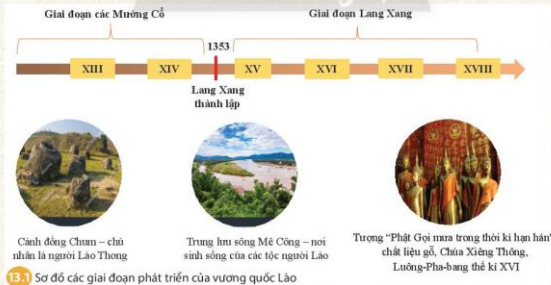 Giai đoạn các Mường Cổ
Giai đoạn Lang Xang
1353
XIII
XIV
XV
XVI
XVII
XVIII
Lang Xang
thành lập
Cánh đồng Chum – chủ
nhân là người Lào Thơng
Trung lưu sông Mê Công – nơi
sinh sống của các tộc người Lào
Tượng "Phật Gọi mưa trong thời kì hạn hán"
chất liệu gỗ, Chùa Xiêng Thông,
Luông-Pha-bang thế kỉ XVI
13.1 Sơ đồ các giai đoạn phát triển của vương quốc Lào